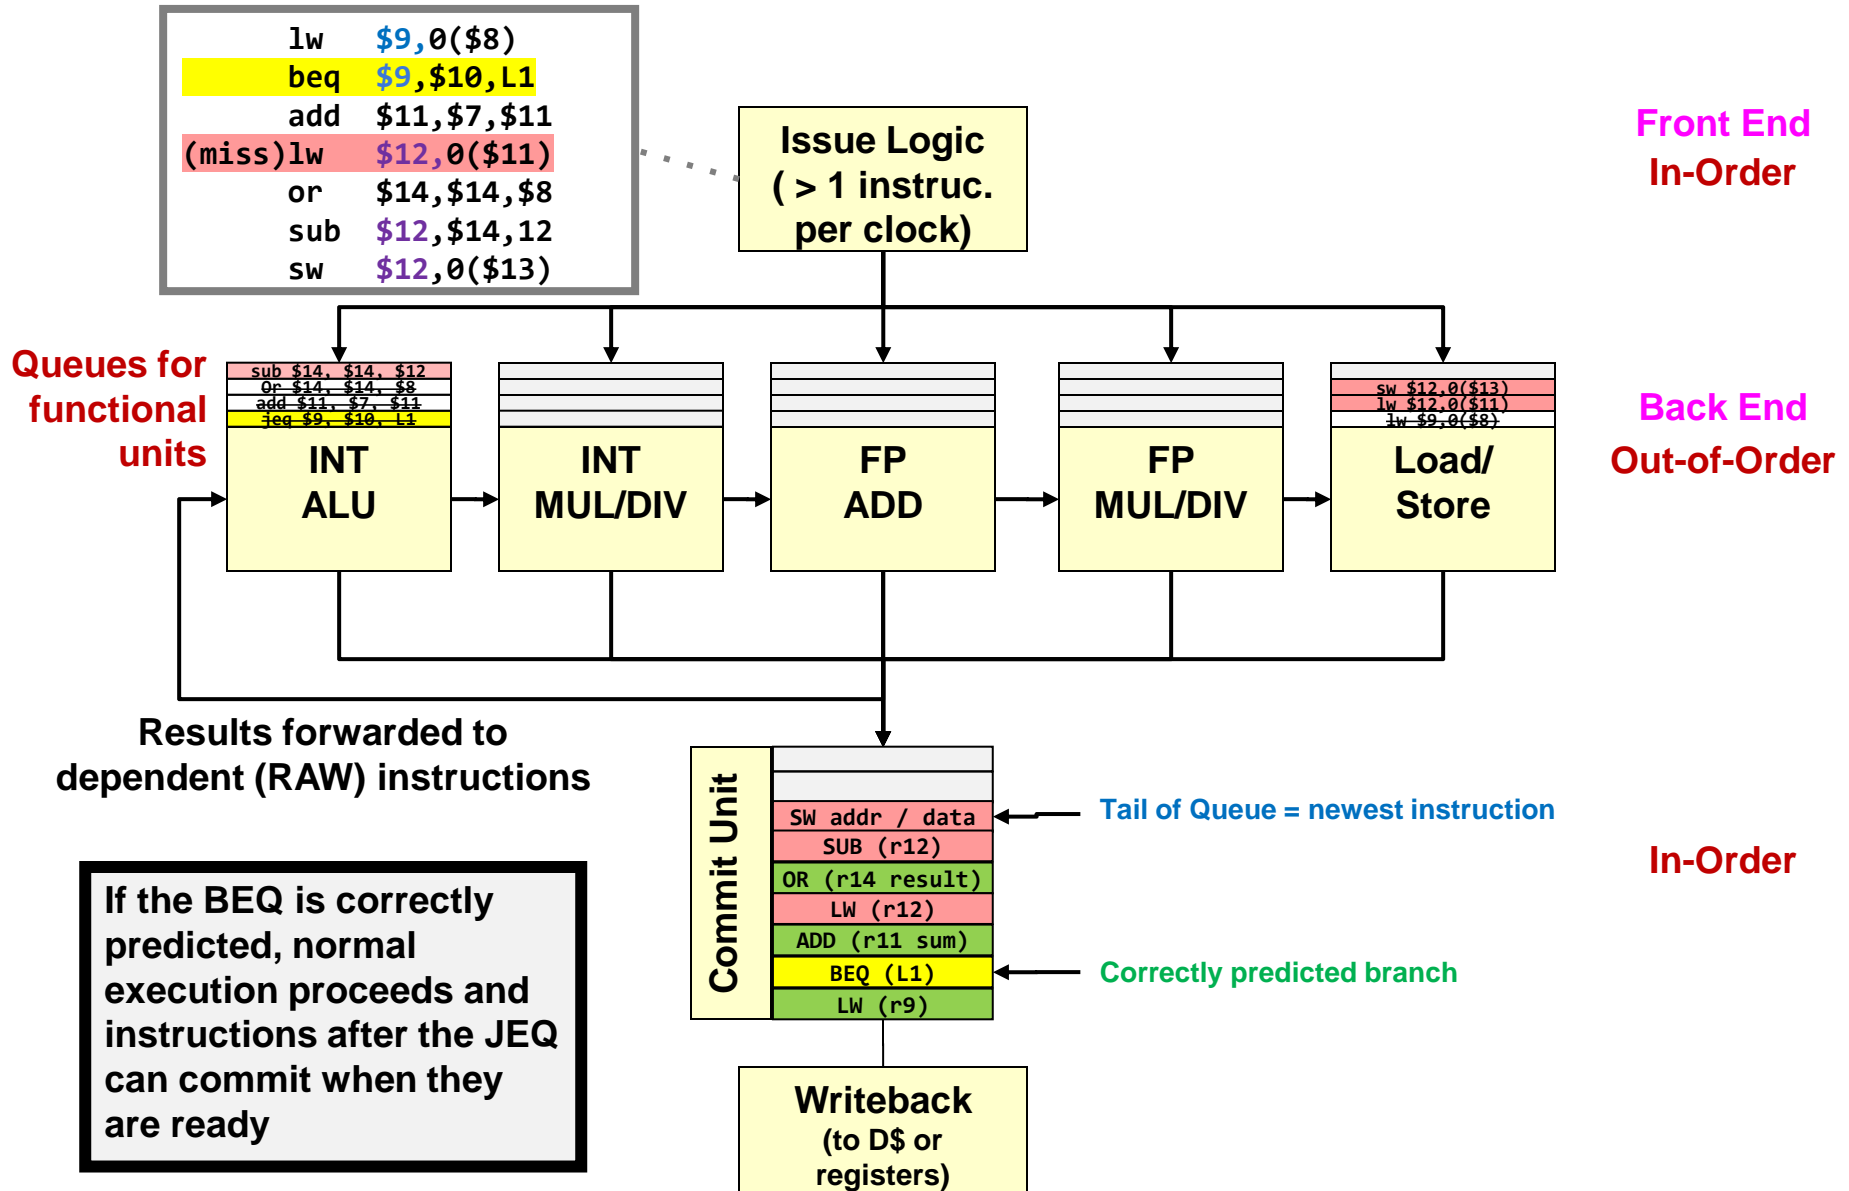 lw $9,0($8)
beq $9,$10,L1
add $11,$7,$11
(miss)lw $12,0($11)
or $14,$14,$8
sub $12,$14,12
sw $12,0($13)
Issue Logic
( > 1 instruc.
per clock)
Front End
In-Order
Queues for
functional
units
sub $14, $14, $12
Or $14, $14, $8
add $11, $7, $11
jeq $9, $10, L1
INT
ALU
INT
MUL/DIV
FP
ADD
FP
MUL/DIV
sw $12,0($13)
lw $12,0($11)
lw $9,0($8)
Load/
Store
Back End
Out-of-Order
Results forwarded to
dependent (RAW) instructions
Commit Unit
SW addr / data
SUB (r12)
OR (r14 result)
LW (r12)
ADD (r11 sum)
BEQ (L1)
LW (r9)
Tail of Queue = newest instruction
Correctly predicted branch
In-Order
If the BEQ is correctly
predicted, normal
execution proceeds and
instructions after the JEQ
can commit when they
are ready
Writeback
(to D$ or
registers)